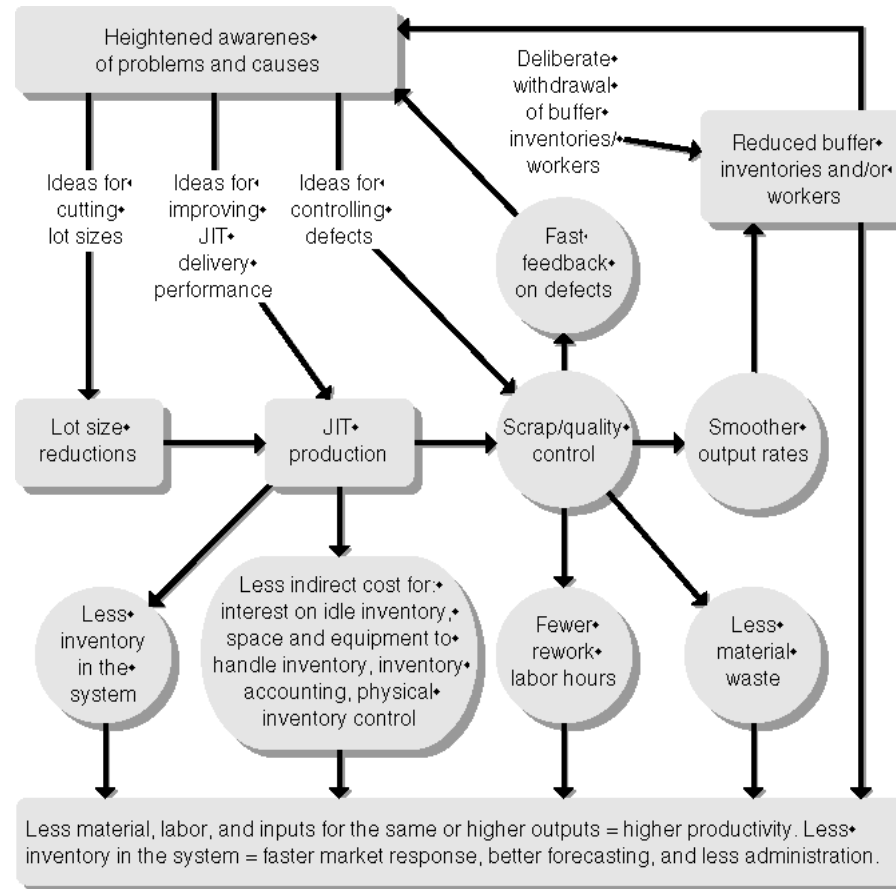 Heightened awarenes
of problems and causes
Deliberate
withdrawal
of buffer
inventories/
workers
Reduced buffer
inventories and/or
workers
Ideas for
cutting
lot sizes
Ideas for
improving
JIT
delivery
performance
Ideas for
controlling
defects
Fast
feedback
on defects
Lot size
reductions
JIT
production
Scrap/quality
control
Smoother
output rates
Less
inventory
in the
system
Less indirect cost for:
interest on idle inventory,
space and equipment to
handle inventory, inventory
accounting, physical
inventory control
Fewer
rework
labor hours
Less
material
waste
Less material, labor, and inputs for the same or higher outputs = higher productivity. Less
inventory in the system = faster market response, better forecasting, and less administration.